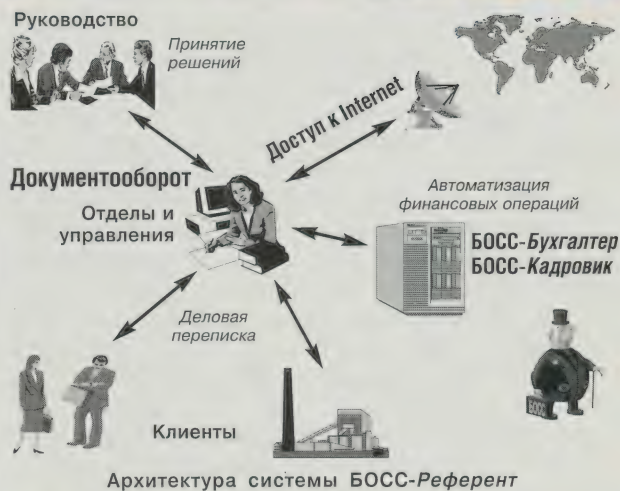 Руководство
Принятие
решений
Доступ к Internet
Документооборот
Отделы и
управления
Автоматизация
финансовых операций
БОСС-Бухгалтер
БОСС-Кадровик
Деловая
переписка
БОСС
Клиенты
Архитектура системы БОСС-Референт